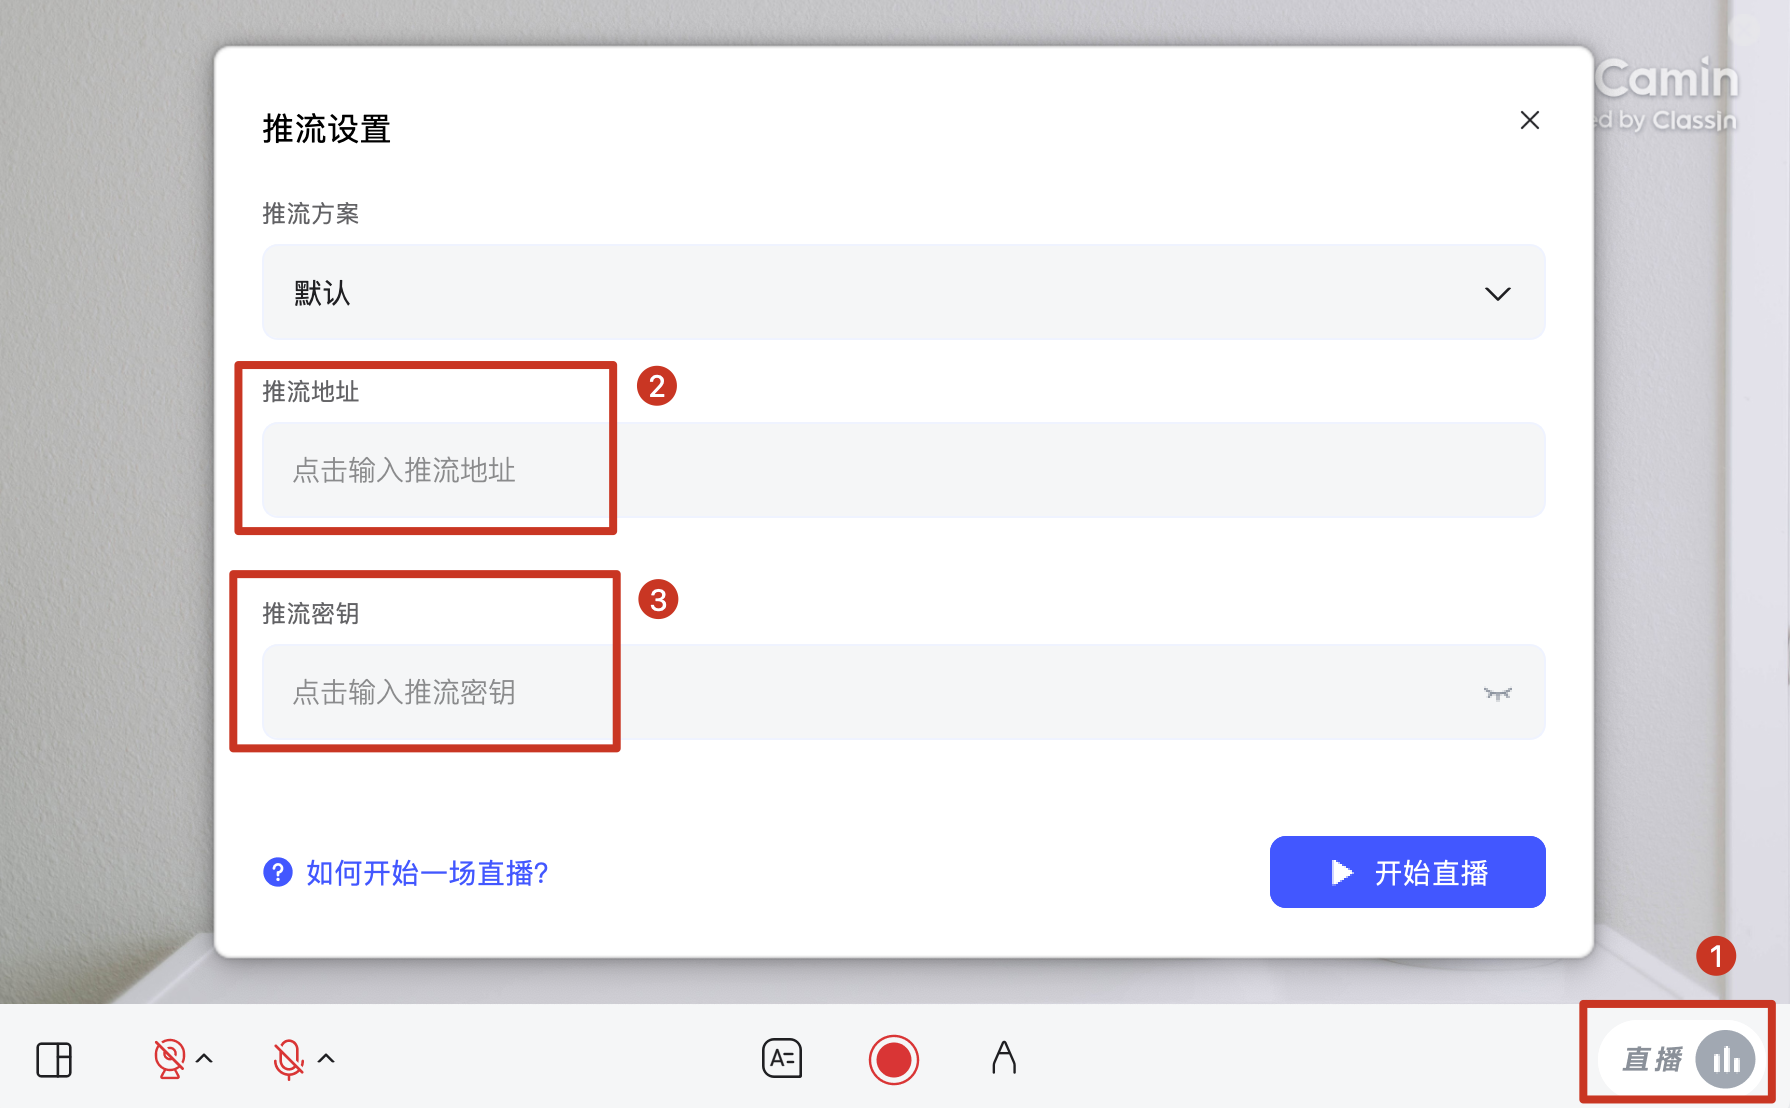 Camin
ed by ClassIn
推流设置
推流方案
默认
推流地址
2
点击输入推流地址
推流密钥
3
点击输入推流密钥
? 如何开始一场直播?
开始直播
1
A
直播